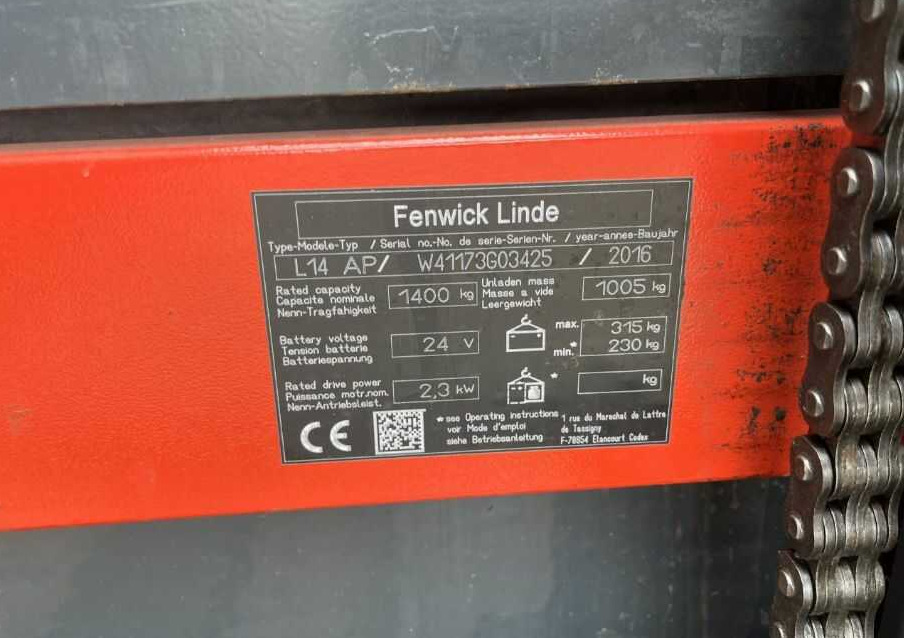 Fenwick Linde
Type-Modele-Typ / Serial no.-No. de serie-Serien-Nr. / year-annee-Baujahr
L14 AP/ W41173G03425 / 2016
Rated capacity
Capacite nominale
Nenn-Tragfahigkeit
1400 kg
Unladen mass
Masse a vide
Leergewicht
1005 kg
Battery voltage
Tension batterie
Batteriespannung
24 V
max. 315 kg
min.* 230 kg
Rated drive power
Puissance motr.nom.
Nenn-Antriebsleist.
2,3 kW
* kg
CE
*see Operating instructions
voir Mode d'emploi
siehe Betriebsanleitung
1 rue du Marechal de Lattre
de Tassigny
F-78854 Elancourt Cedex